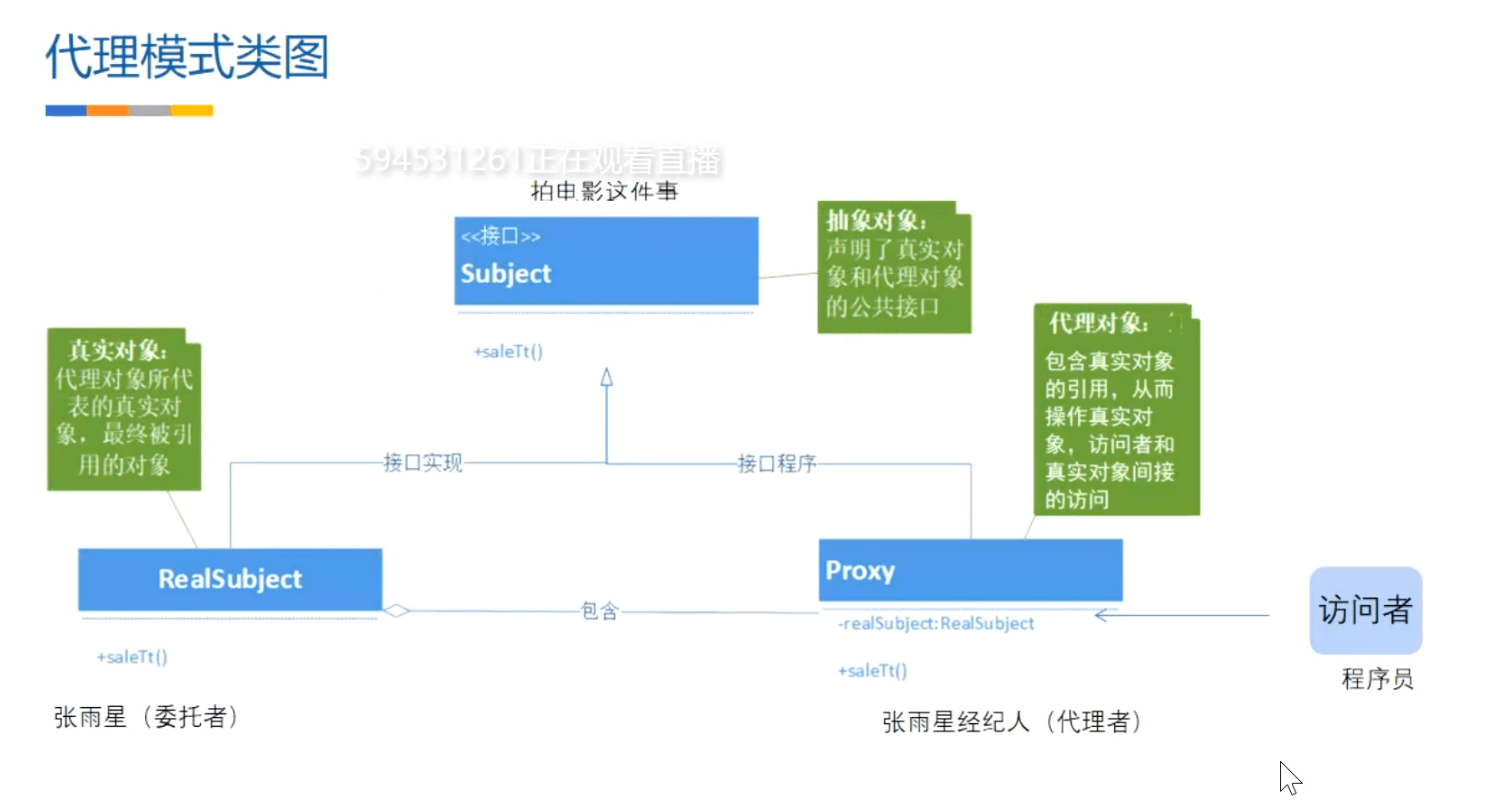 代理模式类图
594531261正在观看直播
拍电影这件事
<<接口>>
Subject
+saleTt()
抽象对象：
声明了真实对
象和代理对象
的公共接口
真实对象：
代理对象所代
表的真实对
象，最终被引
用的对象
代理对象：
包含真实对象
的引用，从而
操作真实对
象，访问者和
真实对象间接
的访问
接口实现
接口程序
RealSubject
+saleTt()
包含
Proxy
-realSubject:RealSubject
+saleTt()
访问者
程序员
张雨星（委托者）
张雨星经纪人（代理者）